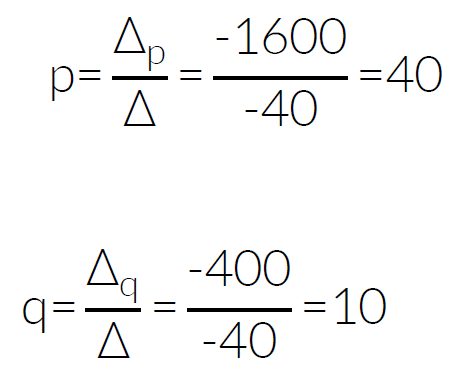 p= Δp/Δ = -1600/-40 =40
q= Δq/Δ = -400/-40 =10